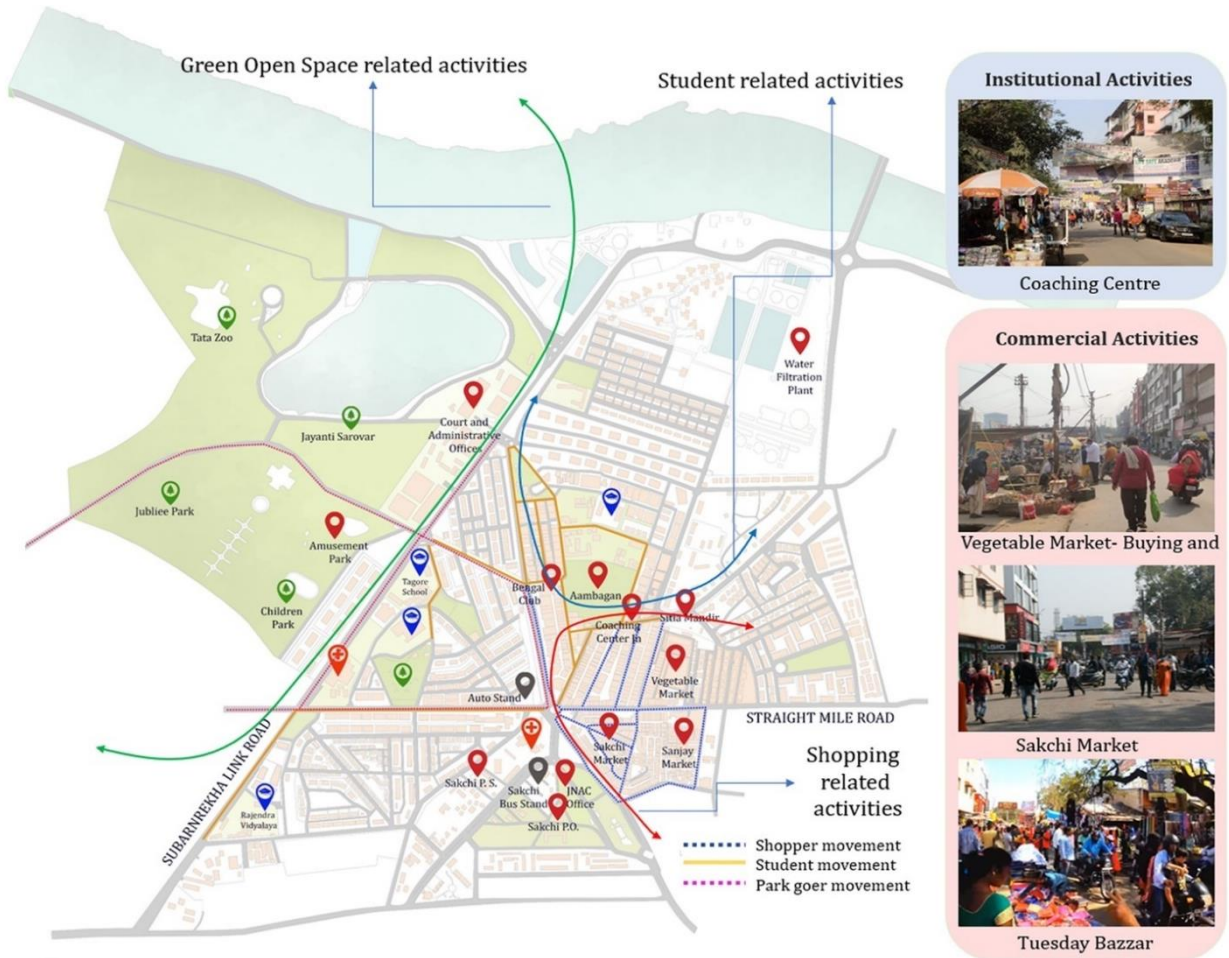 Green Open Space related activities
Student related activities
Institutional Activities
Coaching Centre
Commercial Activities
Vegetable Market- Buying and
Sakchi Market
Tuesday Bazzar
Tata Zoo
Water
Filtration
Plant
Court and
Administrative
Offices
Jayanti Sarovar
Jubliee Park
Amusement
Park
Tagore
School
Children
Park
Bengal
Club
Aambagan
Coaching
Center Jn
Sitla Mandir
Vegetable
Market
Auto Stand
STRAIGHT MILE ROAD
Sakchi
Market
Sanjay
Market
Shopping
related
activities
Sakchi P. S.
Sakchi
Bus Stand
JNAC
Office
Sakchi P.O.
SUBARNREKHA LINK ROAD
Rajendra
Vidyalaya
Shopper movement
Student movement
Park goer movement